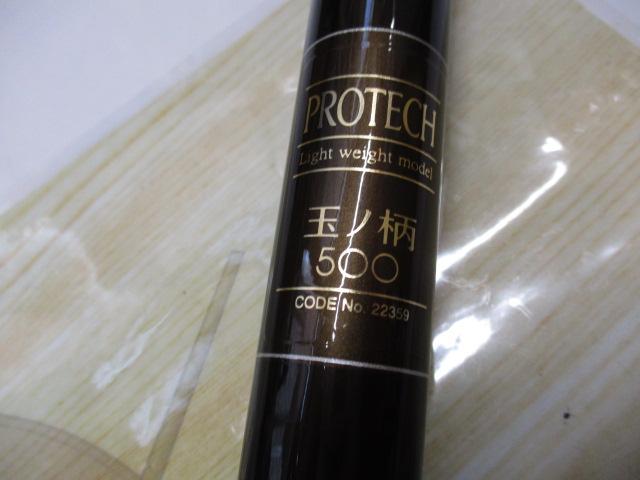 PROTECH
Light weight model
玉ノ柄
500
CODE No. 22359